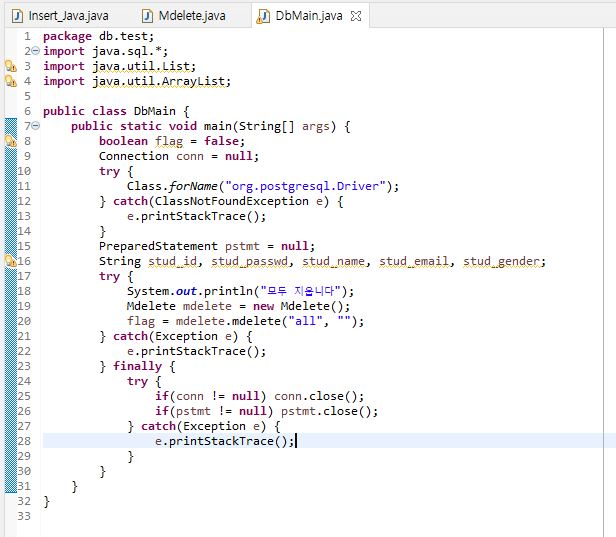 Insert_Java.java Mdelete.java DbMain.java
1 package db.test;
2 import java.sql.*;
3 import java.util.List;
4 import java.util.ArrayList;
5
6 public class DbMain {
7     public static void main(String[] args) {
8         boolean flag = false;
9         Connection conn = null;
10         try {
11             Class.forName("org.postgresql.Driver");
12         } catch(ClassNotFoundException e) {
13             e.printStackTrace();
14         }
15         PreparedStatement pstmt = null;
16         String stud_id, stud_passwd, stud_name, stud_email, stud_gender;
17         try {
18             System.out.println("모두 지웁니다");
19             Mdelete mdelete = new Mdelete();
20             flag = mdelete.mdelete("all", "");
21         } catch(Exception e) {
22             e.printStackTrace();
23         } finally {
24             try {
25                 if(conn != null) conn.close();
26                 if(pstmt != null) pstmt.close();
27             } catch(Exception e) {
28                 e.printStackTrace();
29             }
30         }
31     }
32 }
33